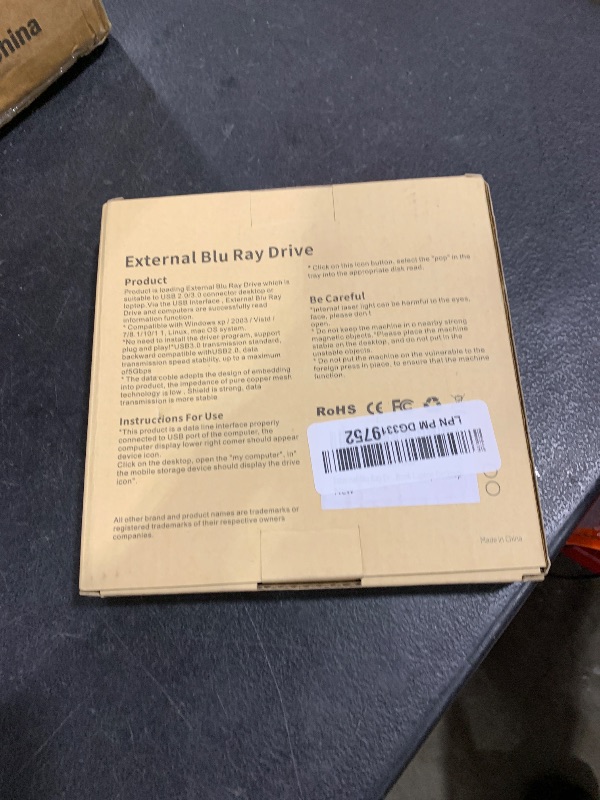 hina
External Blu Ray Drive
Product
Product is leading External Blu Ray Drive which is
suitable to USB 2.0/3.0 connector desktop or
laptop. Via the USB Interface , External Blu Ray
Drive and computers are successfully read
information function.
* Compatible with Windows xp / 2003 / Vista /
7/8.1/10/1 1, Linux, mac OS system.
*No need to install the driver program, support
plug and play!*USB3.0 transmission standard,
backward compatible withUSB2.0, data
transmission speed stability, up to a maximum
of5Gbps
* The data cable adopts the design of embedding
into product, the impedance of pure copper mesh
technology is low , Shield is strong, data
transmission is more stable
Instructions For Use
*This product is a data line interface properly
connected to USB port of the computer, the
computer display lower right corner should appear
device icon.
Click on the desktop, open the "my computer", in"
the mobile storage device should display the drive
icon".
All other brand and product names are trademarks or
registered trademarks of their respective owners
companies.
* Click on this icon button, select the "pop" in the
tray into the appropriate disk read.
Be Careful
*Internal laser light can be harmful to the eyes,
face, please don,t
open.
* Do not keep the machine in a nearby strong
magnetic objects.*Please place the machine
stable on the desktop, and do not put in the
unstable objects.
* Do not put the machine on the vulnerable to the
foreign press in place, to ensure that the machine
function.
RoHS CE FC
LPN PM DG3319752
Made in China